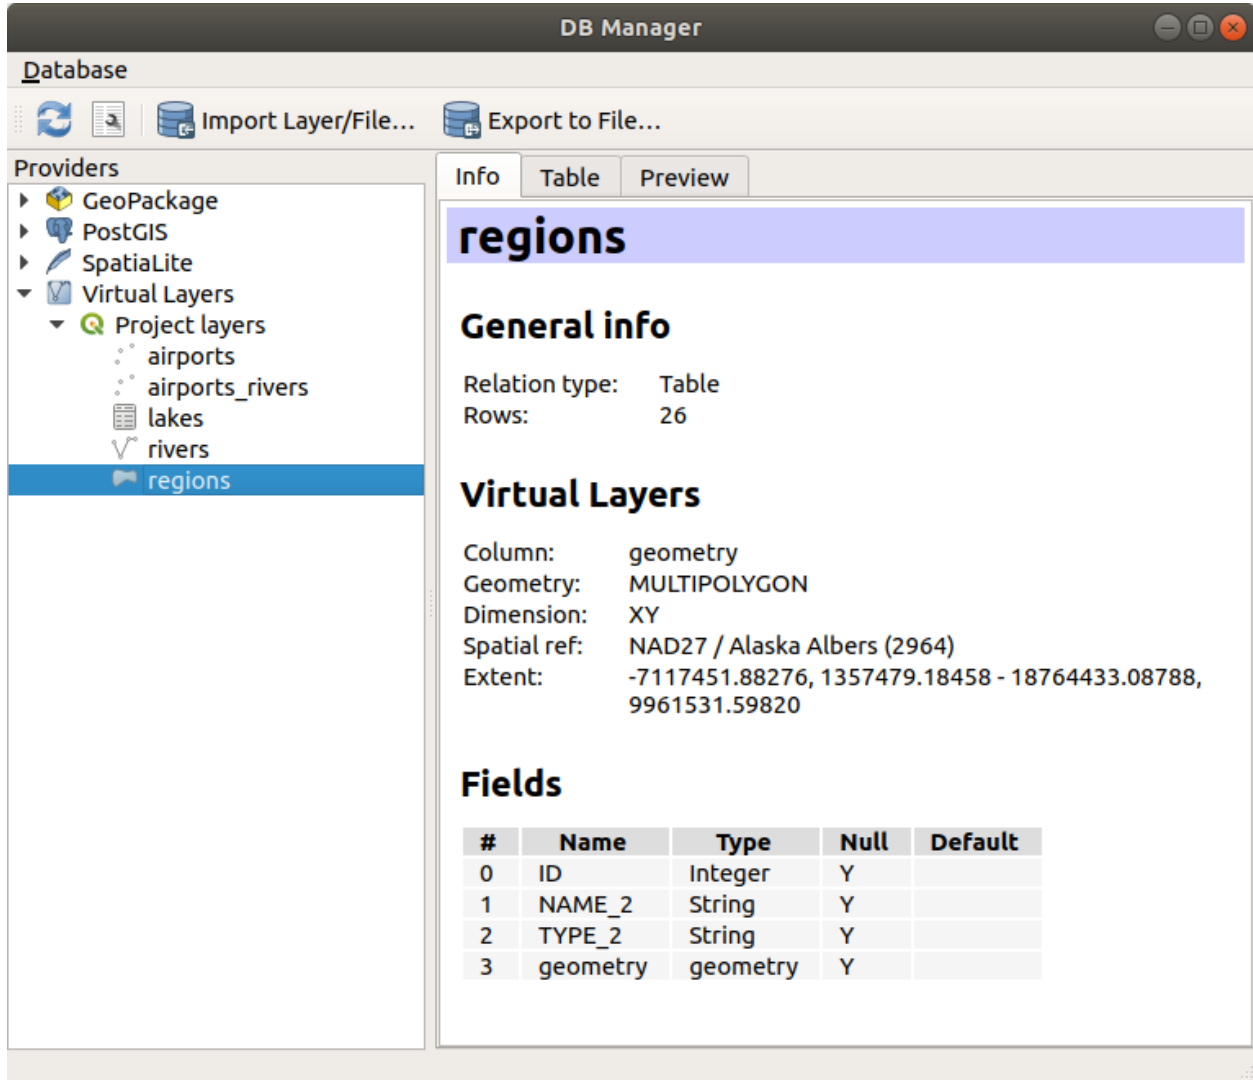 DB Manager
Database
Import Layer/File... Export to File...
Providers
GeoPackage
PostGIS
SpatiaLite
Virtual Layers
Project layers
airports
airports_rivers
lakes
rivers
regions
Info Table Preview
regions
General info
Relation type: Table
Rows: 26
Virtual Layers
Column: geometry
Geometry: MULTIPOLYGON
Dimension: XY
Spatial ref: NAD27 / Alaska Albers (2964)
Extent: -7117451.88276, 1357479.18458 - 18764433.08788,
9961531.59820
Fields
# Name Type Null Default
0 ID Integer Y
1 NAME_2 String Y
2 TYPE_2 String Y
3 geometry geometry Y